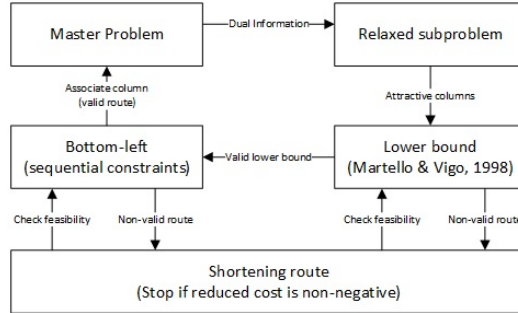 Master Problem
Dual Information
Relaxed subproblem
Associate column
(valid route)
Attractive columns
Bottom-left
(sequential constraints)
Valid lower bound
Lower bound
(Martello & Vigo, 1998)
Check feasibility
Non-valid route
Check feasibility
Non-valid route
Shortening route
(Stop if reduced cost is non-negative)